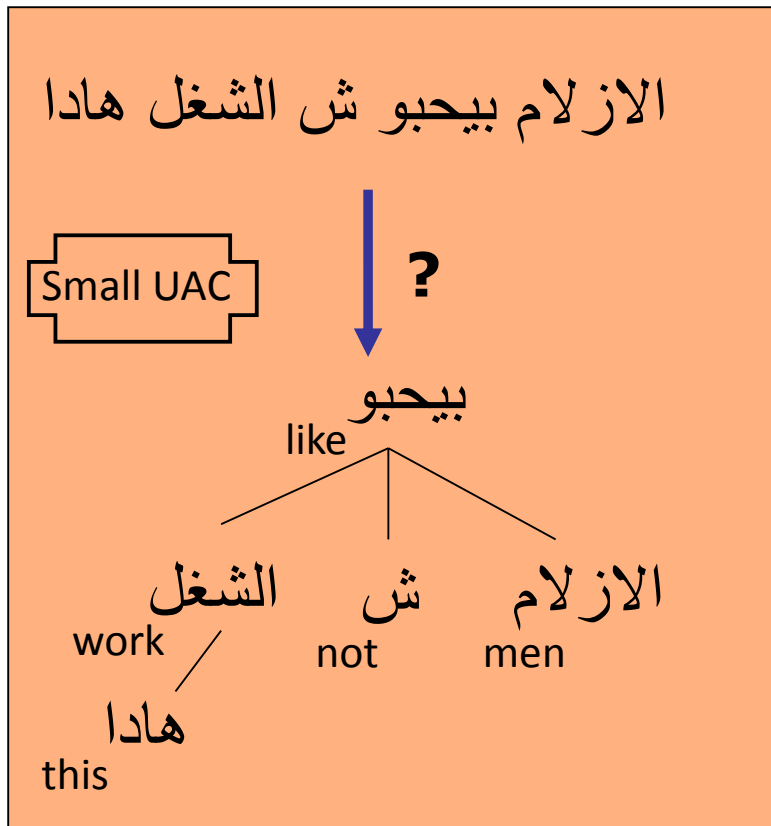 الازلام بيحبو ش الشغل هادا
Small UAC
?
بيحبو
like
الازلام ش الشغل
work not men
هادا
this